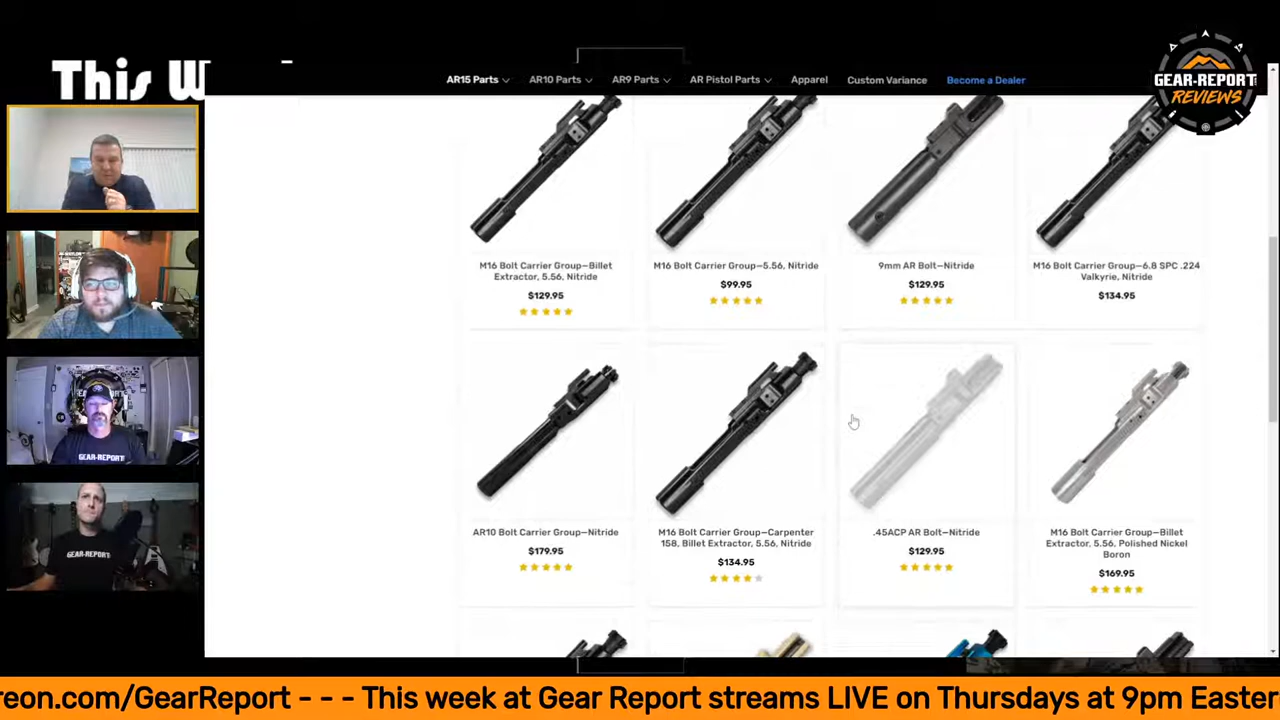 This W
AR15 Parts AR10 Parts AR9 Parts AR Pistol Parts Apparel Custom Variance Become a Dealer
GEAR-REPORT
REVIEWS
M16 Bolt Carrier Group—Billet
Extractor, 5.56, Nitride
$129.95
M16 Bolt Carrier Group—5.56, Nitride
$99.95
9mm AR Bolt—Nitride
$129.95
M16 Bolt Carrier Group—6.8 SPC .224
Valkyrie, Nitride
$134.95
AR10 Bolt Carrier Group—Nitride
$179.95
M16 Bolt Carrier Group—Carpenter
158, Billet Extractor, 5.56, Nitride
$134.95
.45ACP AR Bolt—Nitride
$129.95
M16 Bolt Carrier Group—Billet
Extractor, 5.56, Polished Nickel
Boron
$169.95
GEAR-REPORT
GEAR-REPORT
reon.com/GearReport - - - This week at Gear Report streams LIVE on Thursdays at 9pm Easter